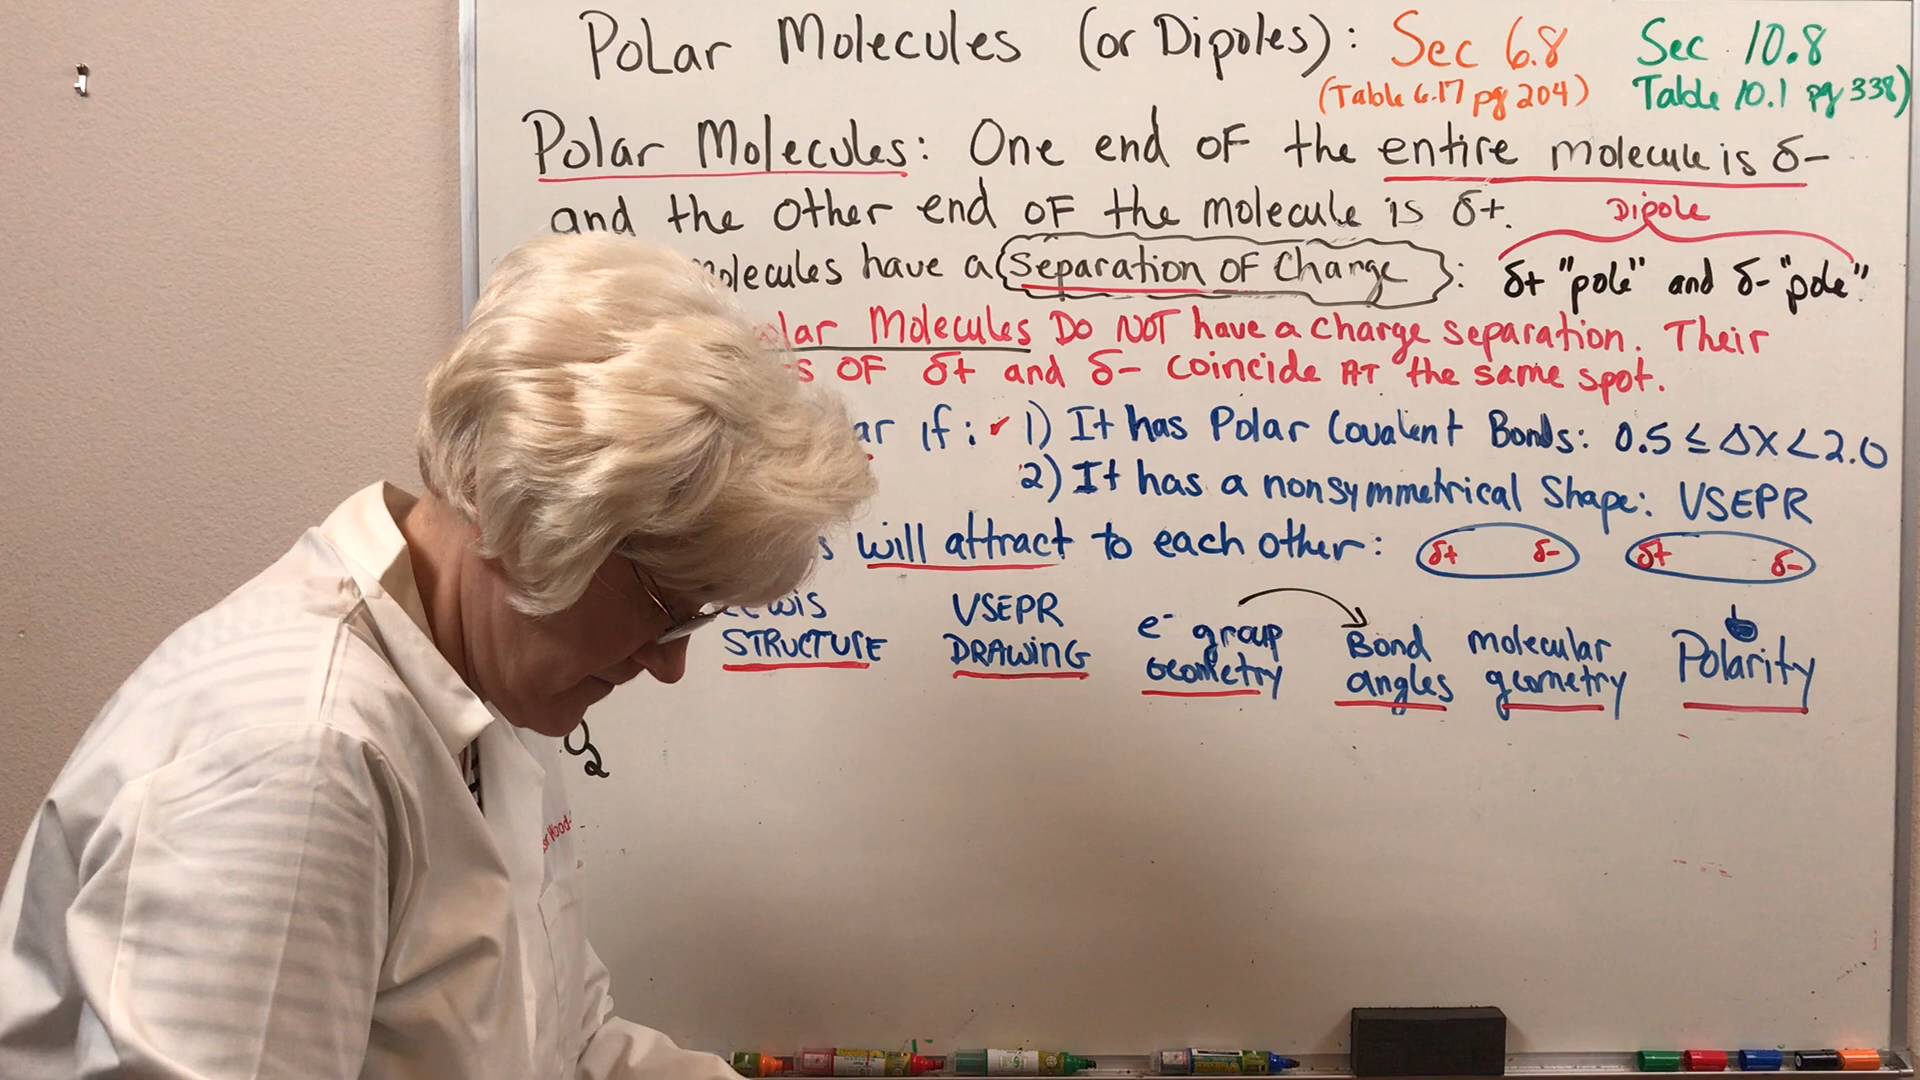 Polar Molecules (or Dipoles): Sec 6.8 Sec 10.8
(Table 6.17 pg 204) Table 10.1 pg 338)
Polar Molecules: One end of the entire molecule is δ-
and the other end of the molecule is δ+. Dipole
have a Separation of Charge: δ+ "pole" and δ- "pole".
Molecules Do NOT have a charge separation. Their
of δ+ and δ- coincide at the same spot.
if: 1) It has Polar Covalent Bonds: 0.5 ≤ ΔX < 2.0
2) It has a nonsymmetrical Shape: VSEPR
will attract to each other: δ+ δ- δ+ δ-
STRUCTURE VSEPR DRAWING e- group Geometry Bond angles molecular geometry Polarity